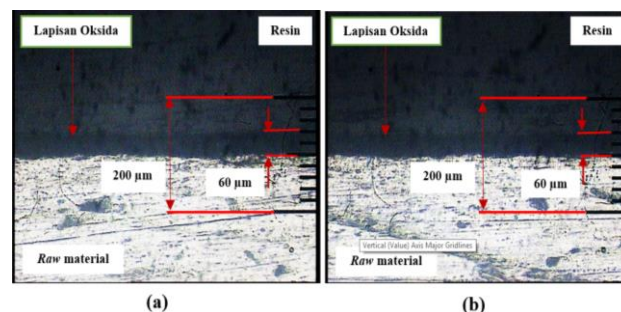 Lapisan Oksida
Resin
200 µm
60 µm
Raw material
(a)
Lapisan Oksida
Resin
200 µm
60 µm
Vertical (Value) Axis Major Gridlines
Raw material
(b)